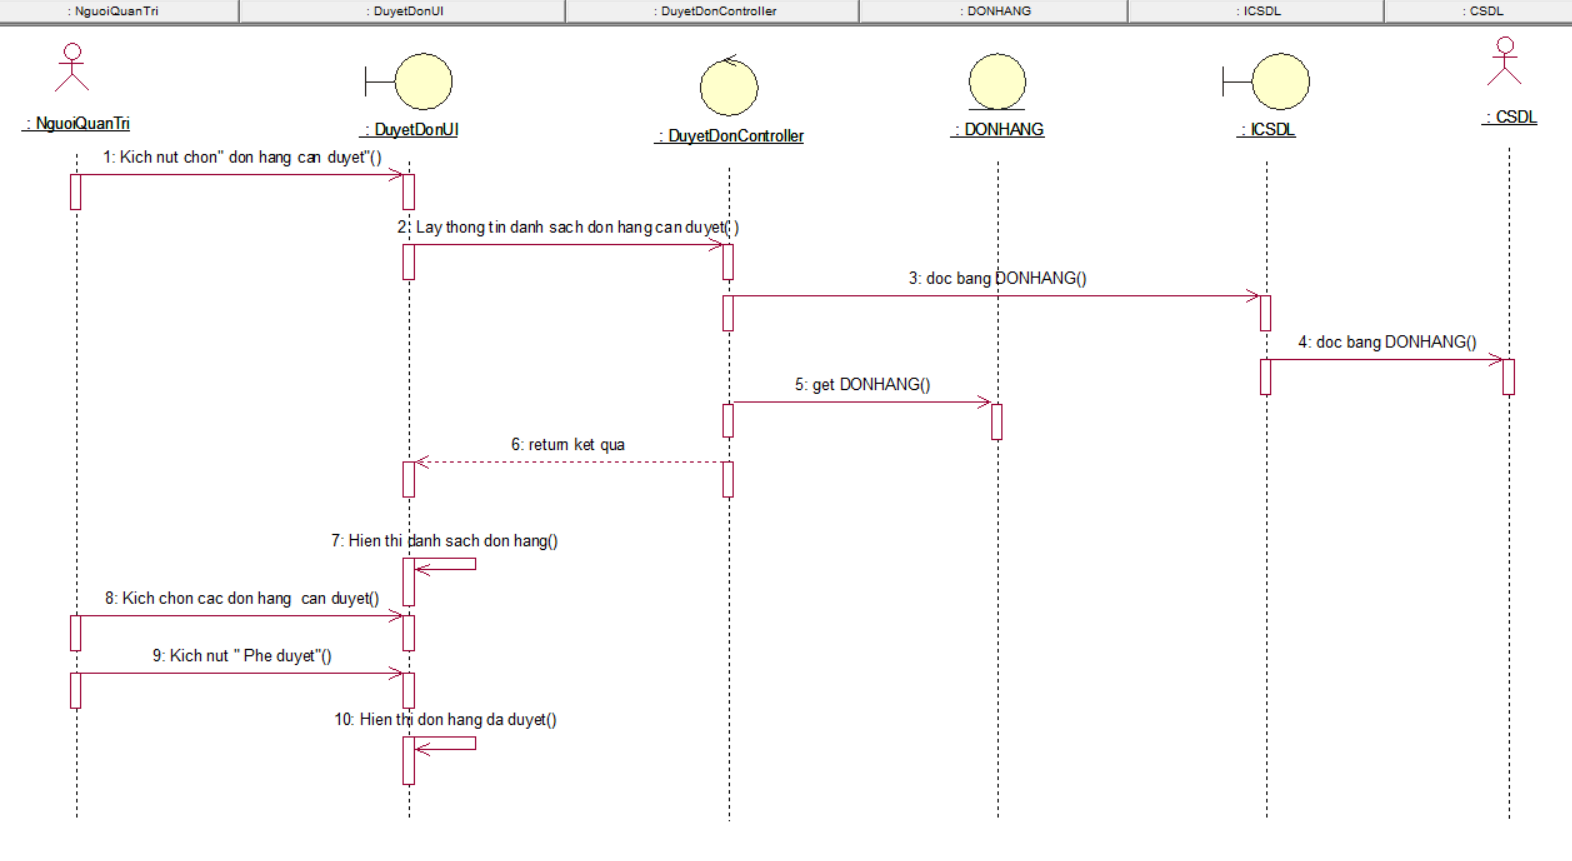 : NguoiQuanTri
: DuyetDonUI
: DuyetDonController
: DONHANG
: ICSDL
: CSDL
: NguoiQuanTri
: DuyetDonUI
: DuyetDonController
: DONHANG
: ICSDL
: CSDL
1: Kich nut chon" don hang can duyet"()
2: Lay thong tin danh sach don hang can duyet( )
3: doc bang DONHANG()
4: doc bang DONHANG()
5: get DONHANG()
6: return ket qua
7: Hien thi danh sach don hang()
8: Kich chon cac don hang  can duyet()
9: Kich nut " Phe duyet"()
10: Hien thi don hang da duyet()